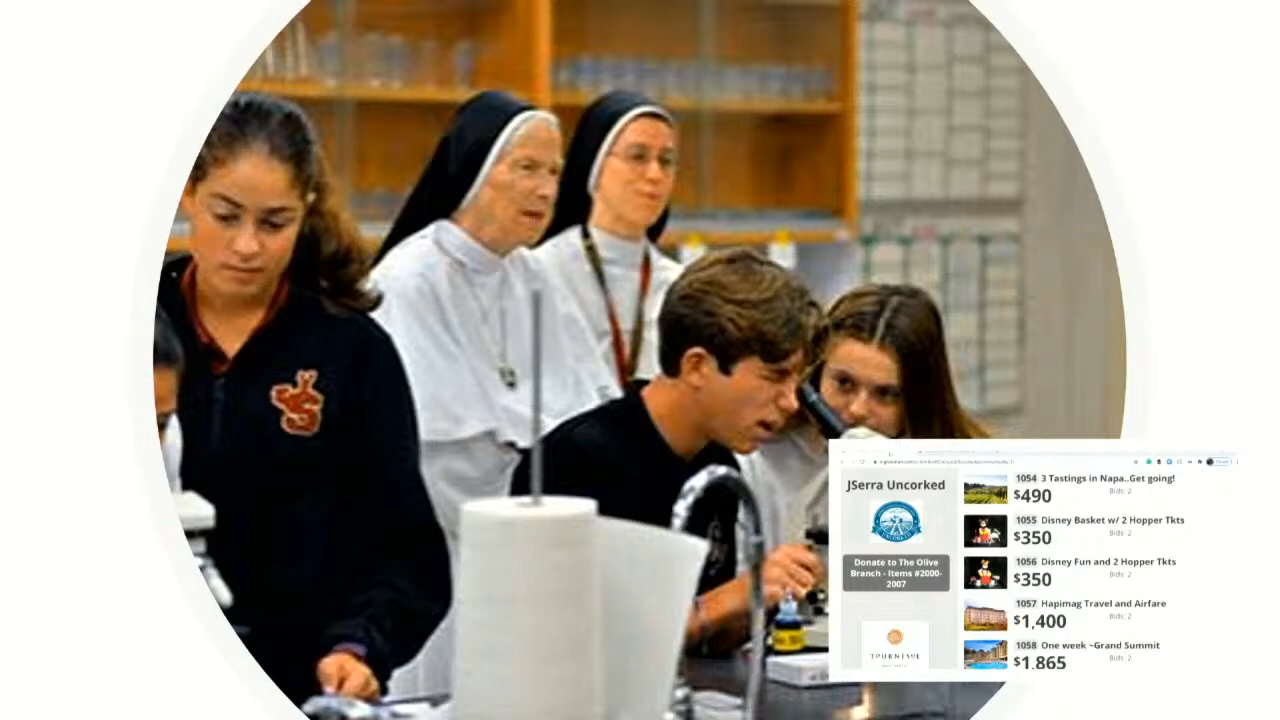 JSerra Uncorked
UNCORKED
Donate to The Olive
Branch - Items #2000-
2007
TOURNESOL
1054 3 Tastings in Napa..Get going!
$490
Bids: 2
1055 Disney Basket w/ 2 Hopper Tkts
$350
Bids: 2
1056 Disney Fun and 2 Hopper Tkts
$350
Bids: 2
1057 Hapimag Travel and Airfare
$1,400
Bids: 2
1058 One week ~Grand Summit
$1,865
Bids: 2